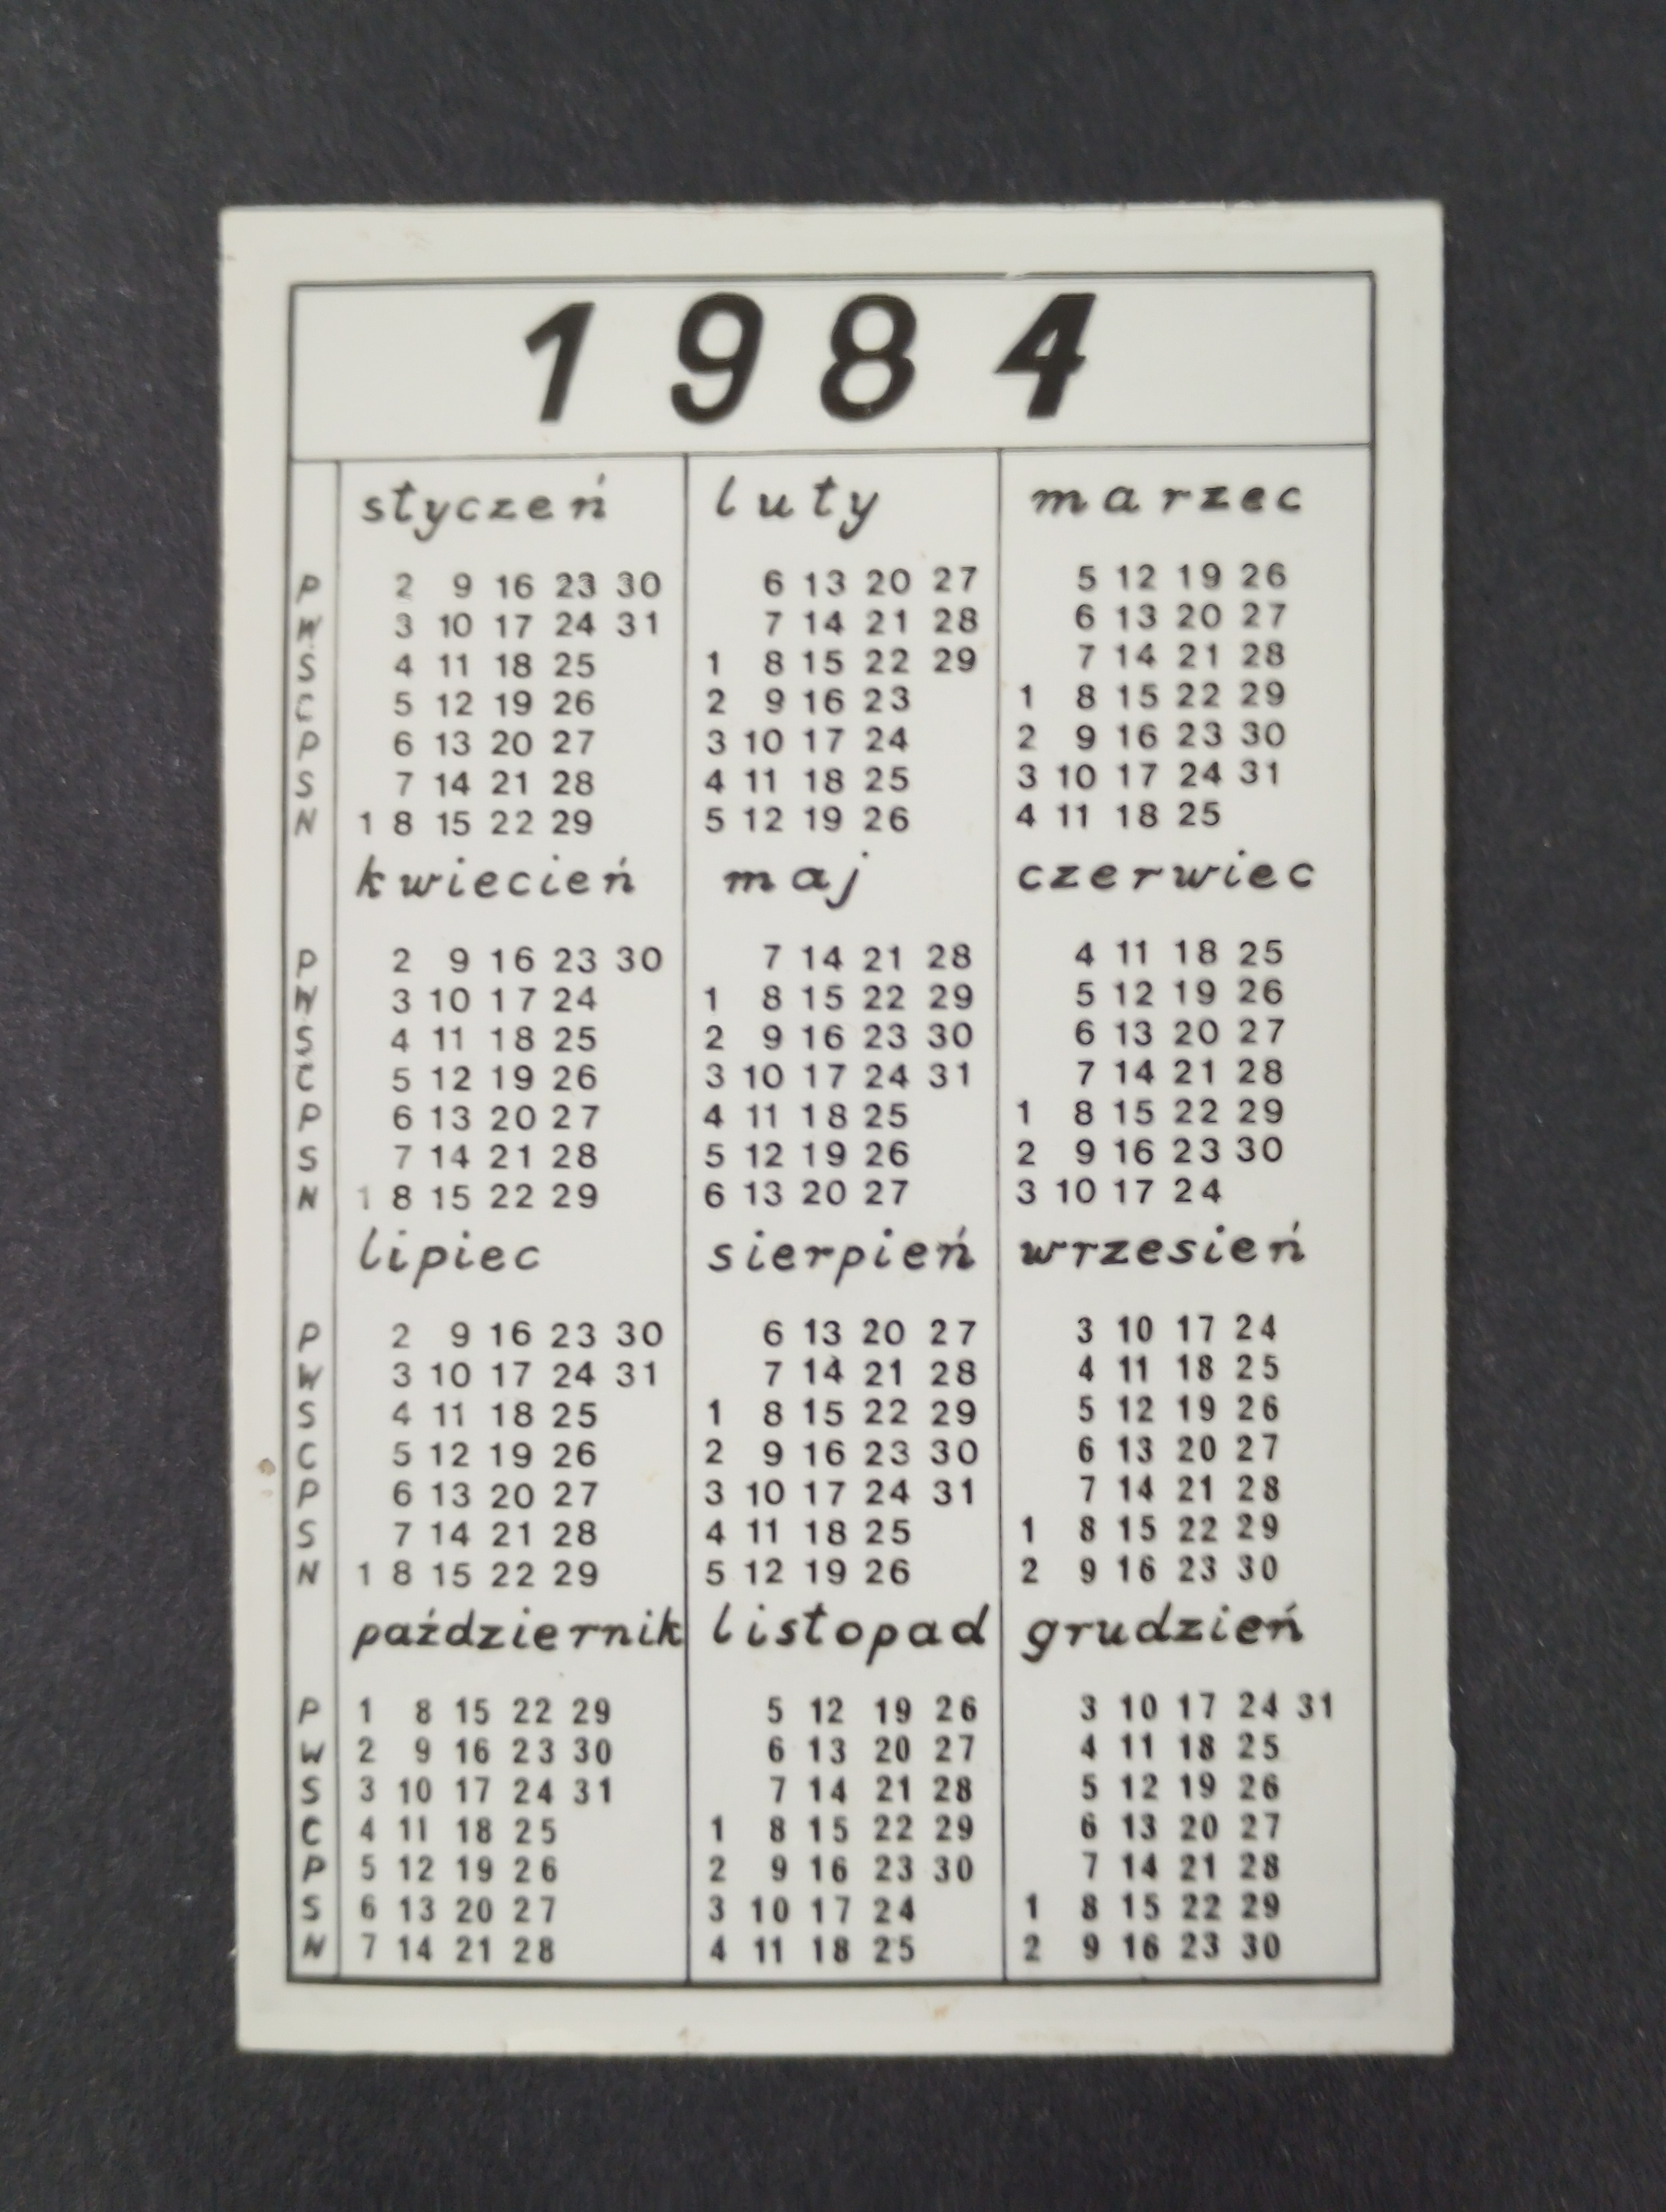 1984
styczeń luty marzec
P 2 9 16 23 30 6 13 20 27 5 12 19 26
W 3 10 17 24 31 7 14 21 28 6 13 20 27
S 4 11 18 25 1 8 15 22 29 7 14 21 28
C 5 12 19 26 2 9 16 23 1 8 15 22 29
P 6 13 20 27 3 10 17 24 2 9 16 23 30
S 7 14 21 28 4 11 18 25 3 10 17 24 31
N 1 8 15 22 29 5 12 19 26 4 11 18 25
kwiecień maj czerwiec
P 2 9 16 23 30 7 14 21 28 4 11 18 25
W 3 10 17 24 1 8 15 22 29 5 12 19 26
S 4 11 18 25 2 9 16 23 30 6 13 20 27
C 5 12 19 26 3 10 17 24 31 7 14 21 28
P 6 13 20 27 4 11 18 25 1 8 15 22 29
S 7 14 21 28 5 12 19 26 2 9 16 23 30
N 1 8 15 22 29 6 13 20 27 3 10 17 24
lipiec sierpień wrzesień
P 2 9 16 23 30 6 13 20 27 3 10 17 24
W 3 10 17 24 31 7 14 21 28 4 11 18 25
S 4 11 18 25 1 8 15 22 29 5 12 19 26
C 5 12 19 26 2 9 16 23 30 6 13 20 27
P 6 13 20 27 3 10 17 24 31 7 14 21 28
S 7 14 21 28 4 11 18 25 1 8 15 22 29
N 1 8 15 22 29 5 12 19 26 2 9 16 23 30
październik listopad grudzień
P 1 8 15 22 29 5 12 19 26 3 10 17 24 31
W 2 9 16 23 30 6 13 20 27 4 11 18 25
S 3 10 17 24 31 7 14 21 28 5 12 19 26
C 4 11 18 25 1 8 15 22 29 6 13 20 27
P 5 12 19 26 2 9 16 23 30 7 14 21 28
S 6 13 20 27 3 10 17 24 1 8 15 22 29
N 7 14 21 28 4 11 18 25 2 9 16 23 30